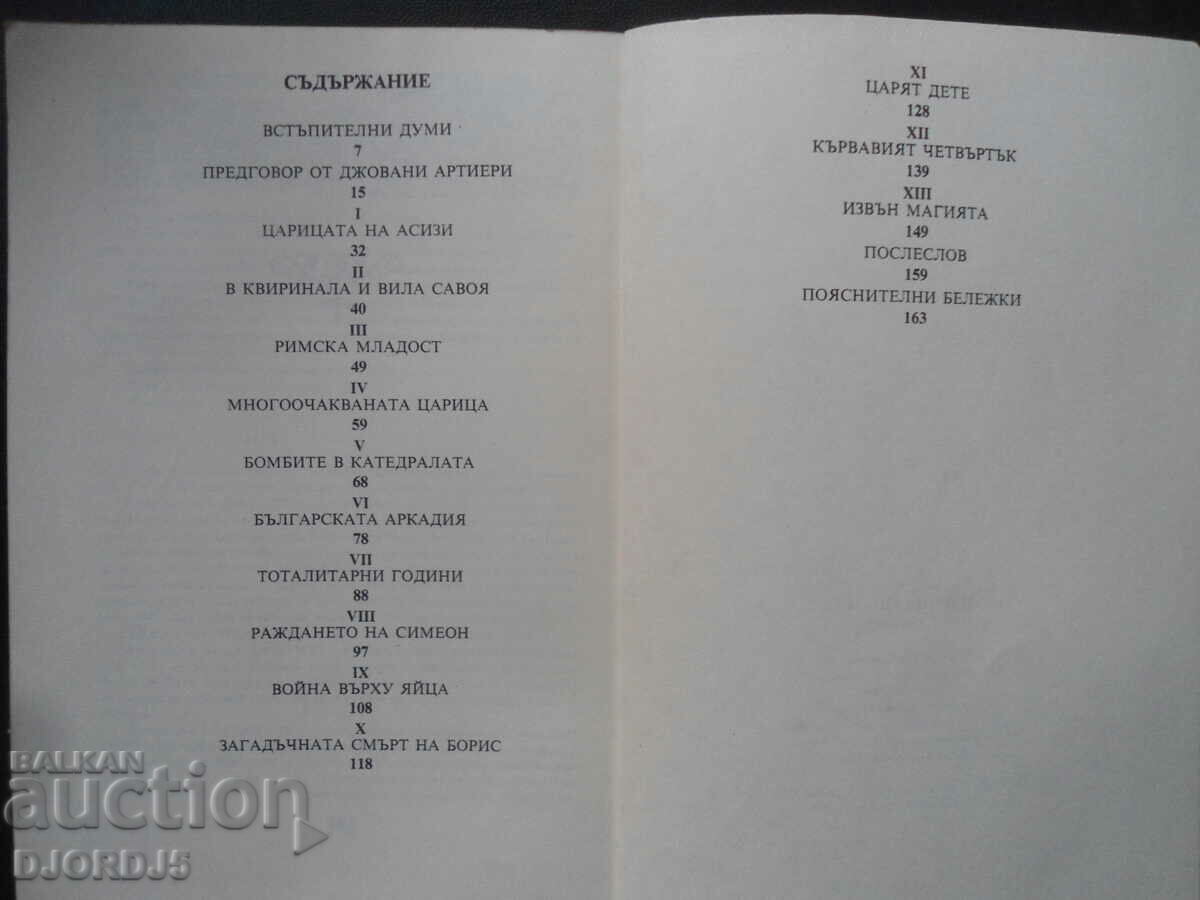 СЪДЪРЖАНИЕ
ВСТЪПИТЕЛНИ ДУМИ
7
ПРЕДГОВОР ОТ ДЖОВАНИ АРТИЕРИ
15
I
ЦАРИЦАТА НА АСИЗИ
32
II
В КВИРИНАЛА И ВИЛА САВОЯ
40
III
РИМСКА МЛАДОСТ
49
IV
МНОГООЧАКВАНАТА ЦАРИЦА
59
V
БОМБИТЕ В КАТЕДРАЛАТА
68
VI
БЪЛГАРСКАТА АРКАДИЯ
78
VII
ТОТАЛИТАРНИ ГОДИНИ
88
VIII
РАЖДАНЕТО НА СИМЕОН
97
IX
ВОЙНА ВЪРХУ ЯЙЦА
108
X
ЗАГАДЪЧНАТА СМЪРТ НА БОРИС
118
XI
ЦАРЯТ ДЕТЕ
128
XII
КЪРВАВИЯТ ЧЕТВЪРТЪК
139
XIII
ИЗВЪН МАГИЯТА
149
ПОСЛЕСЛОВ
159
ПОЯСНИТЕЛНИ БЕЛЕЖКИ
163
BALKAN
auction
DJORDJ5